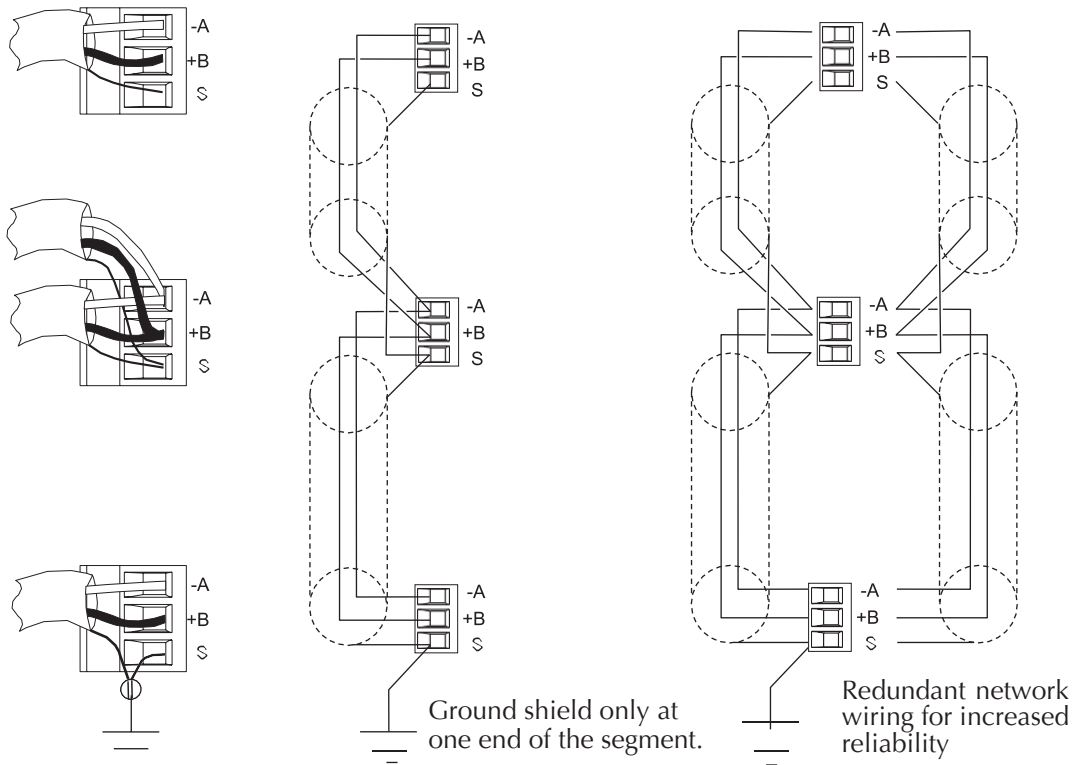 -A
+B
S
-A
+B
S
-A
+B
S
-A
+B
S
-A
+B
S
-A
+B
S
Ground shield only at
one end of the segment.
-A
+B
S
-A
+B
S
-A
+B
S
Redundant network
wiring for increased
reliability